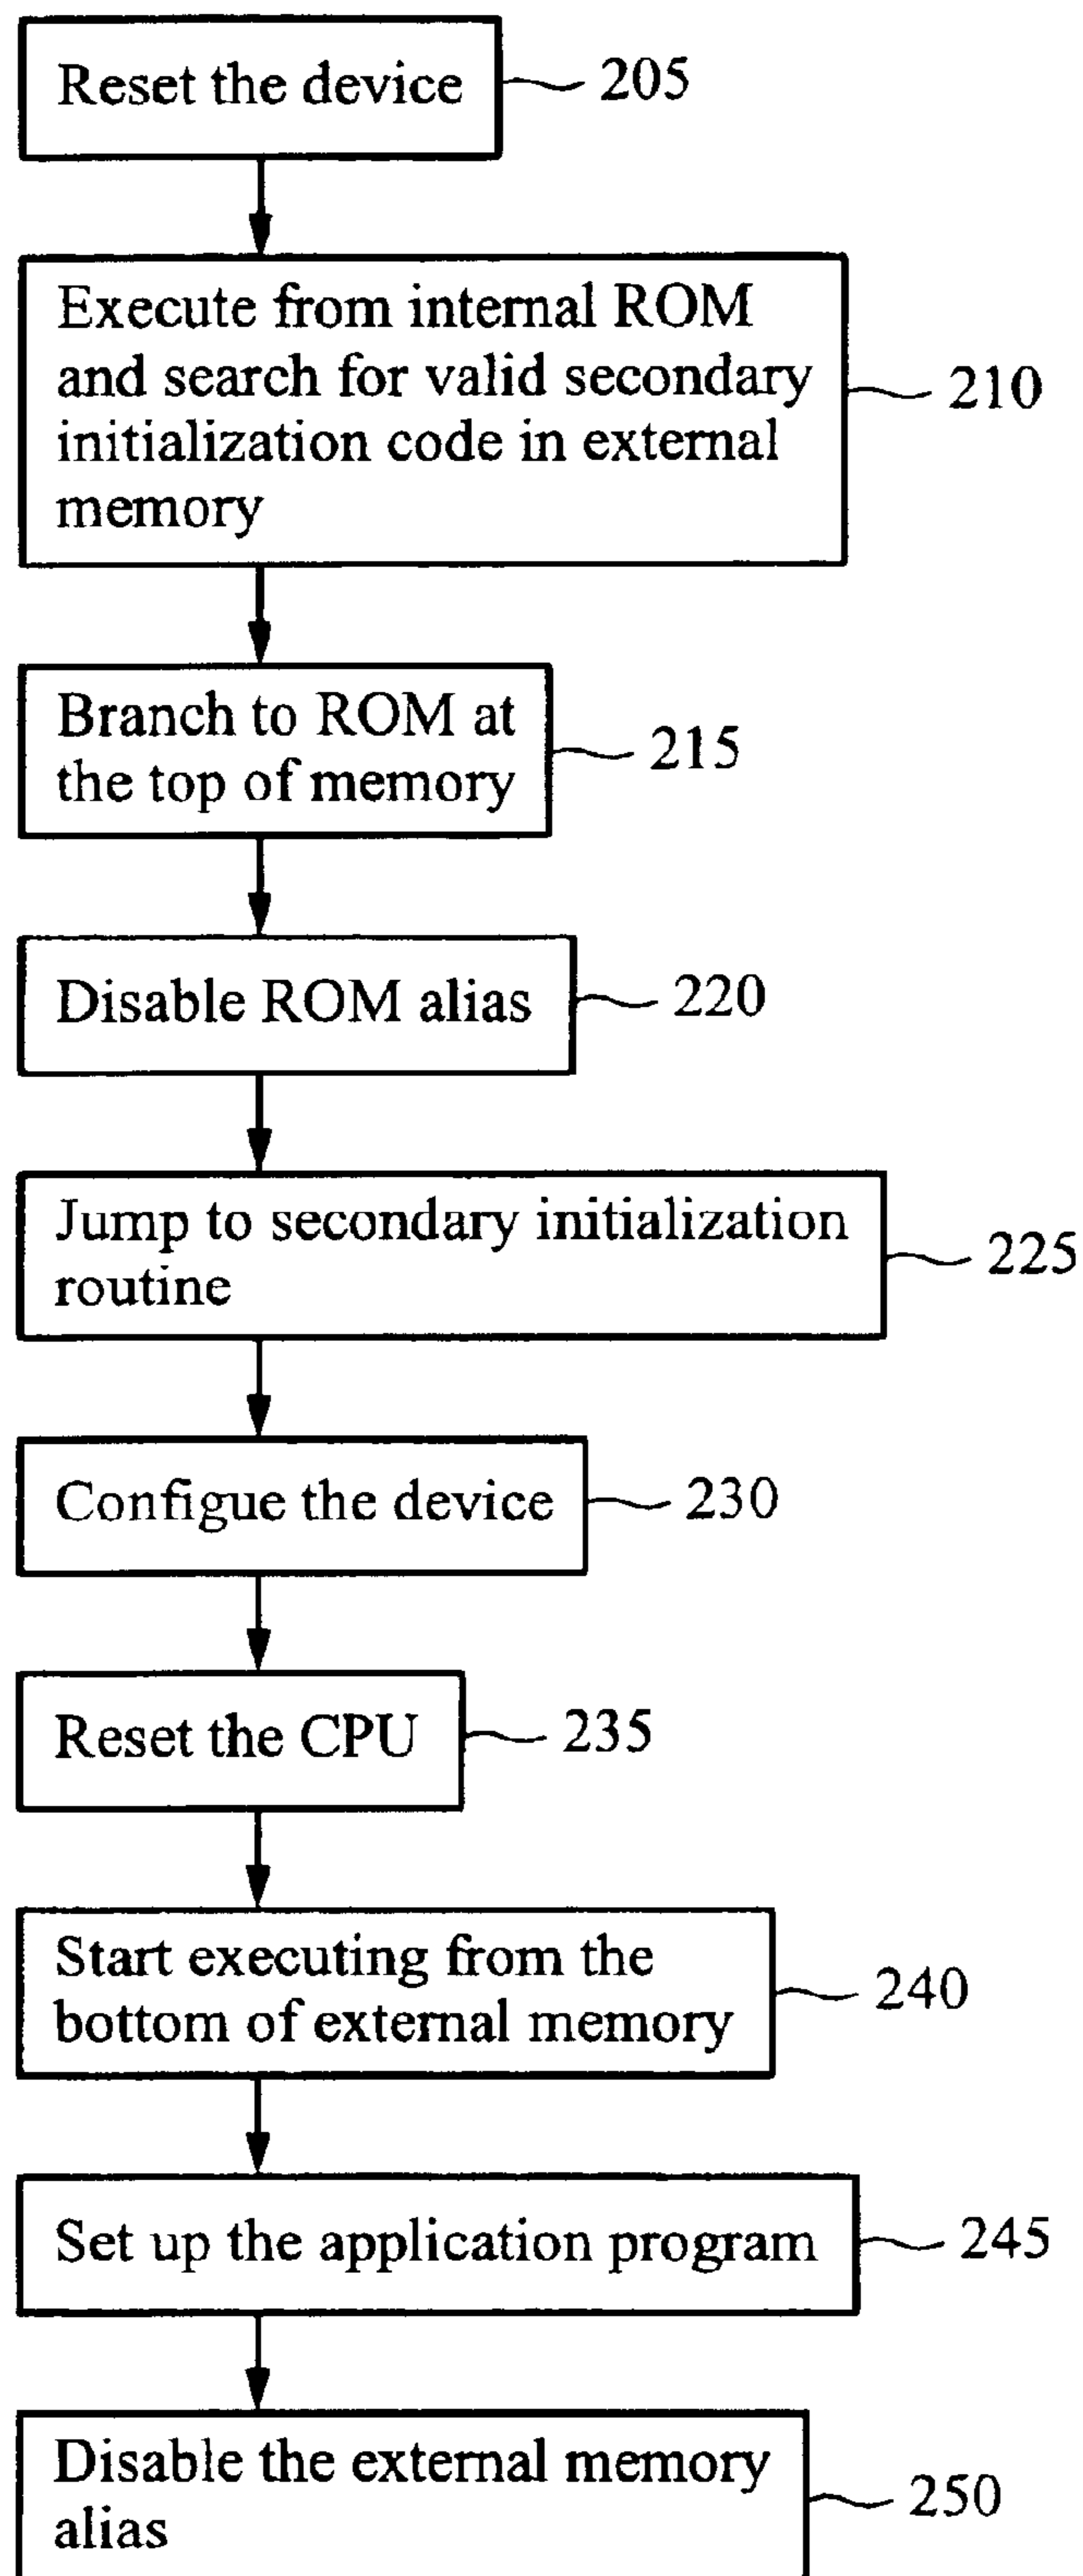 Reset the device
205
Execute from internal ROM
and search for valid secondary
initialization code in external
memory
210
Branch to ROM at
the top of memory
215
Disable ROM alias
220
Jump to secondary initialization
routine
225
Configue the device
230
Reset the CPU
235
Start executing from the
bottom of external memory
240
Set up the application program
245
Disable the external memory
alias
250